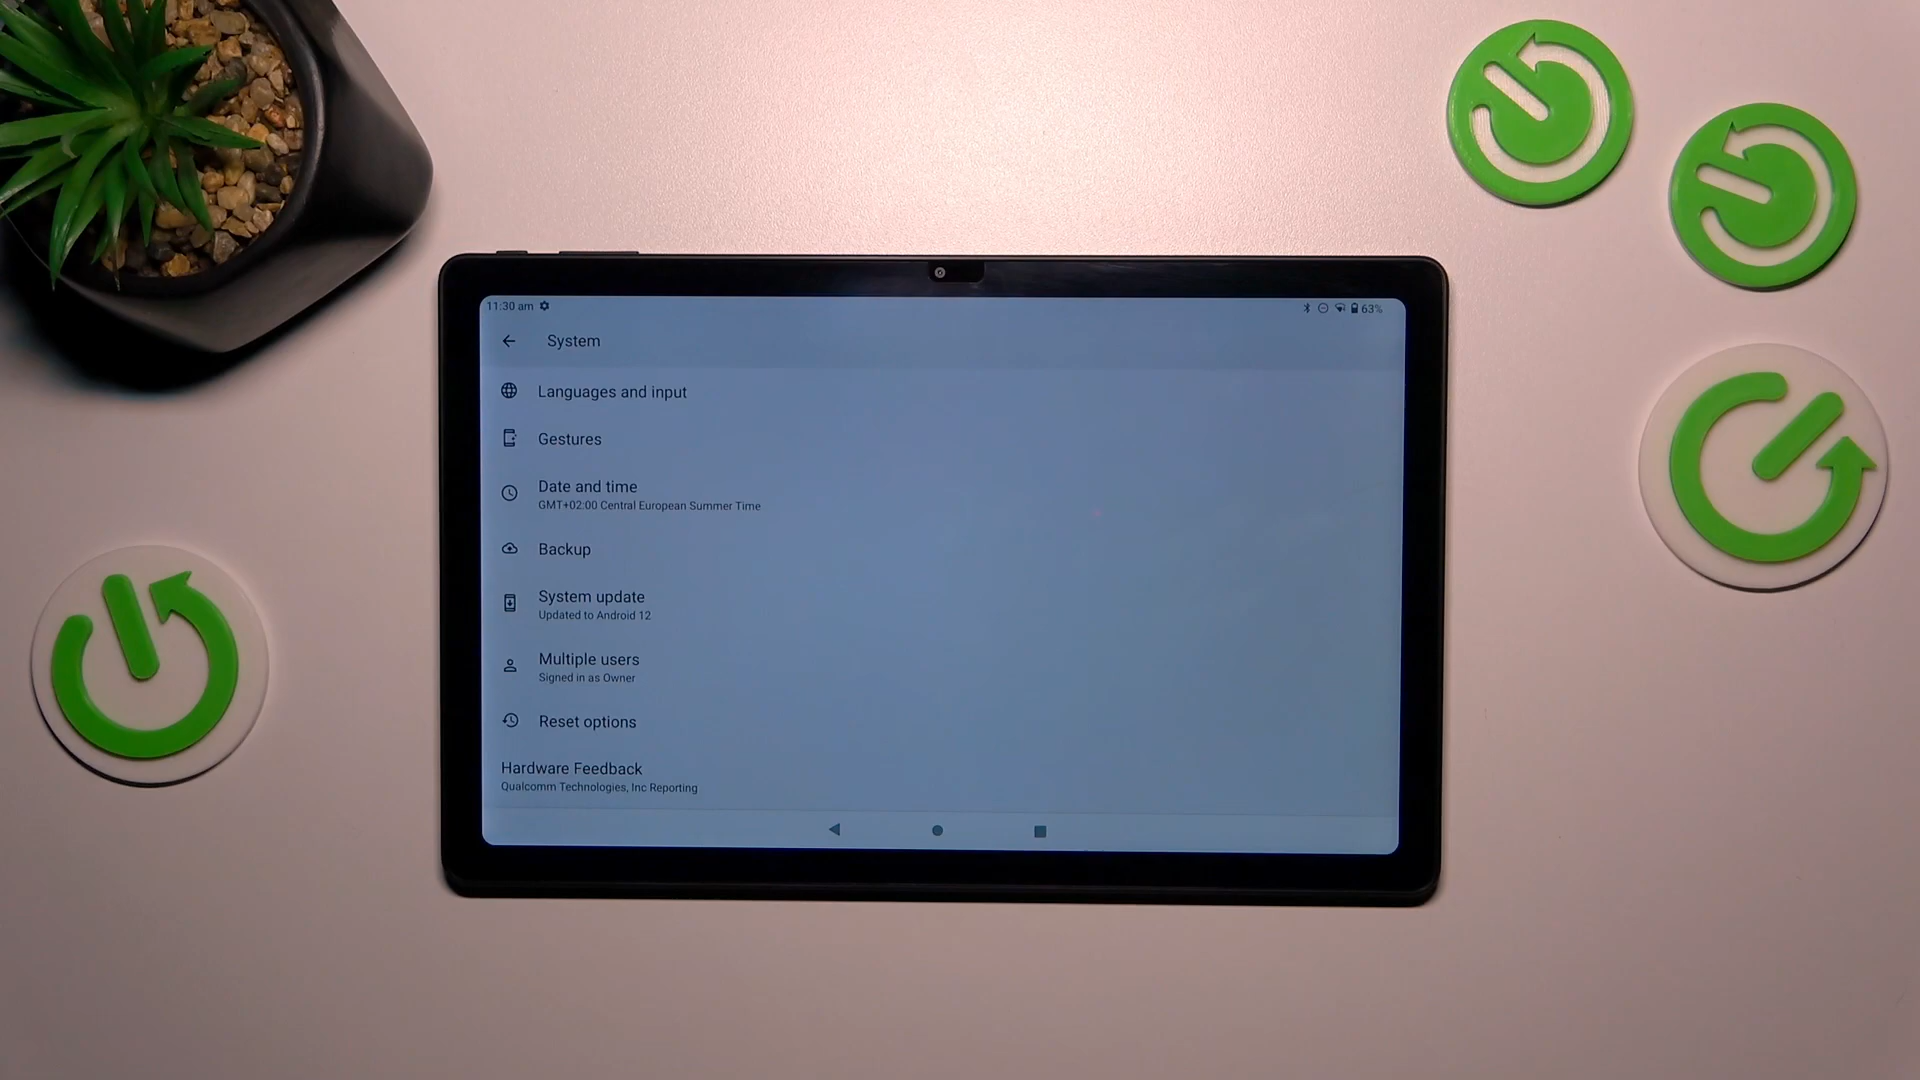 11:30 am
63%
System
Languages and input
Gestures
Date and time
GMT+02:00 Central European Summer Time
Backup
System update
Updated to Android 12
Multiple users
Signed in as Owner
Reset options
Hardware Feedback
Qualcomm Technologies, Inc Reporting